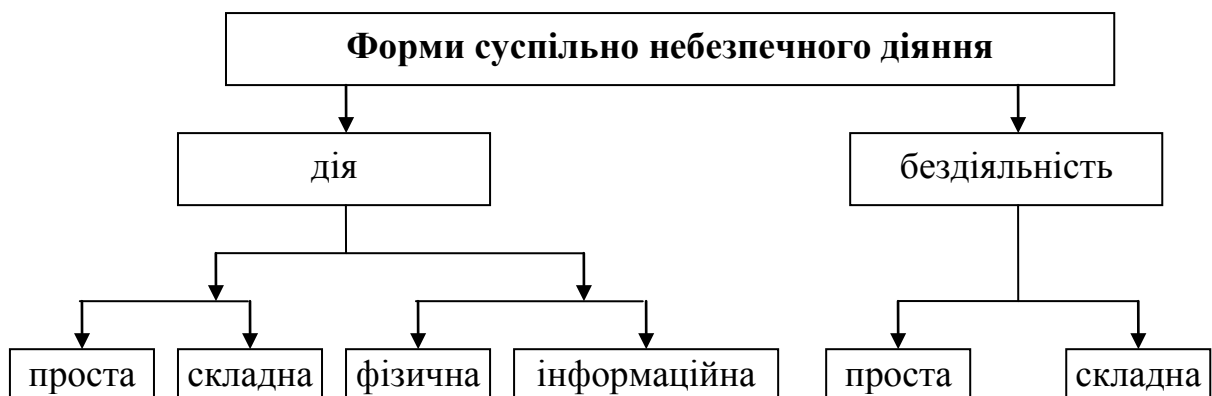 Форми суспільно небезпечного діяння
дія
бездіяльність
проста
складна
фізична
інформаційна
проста
складна